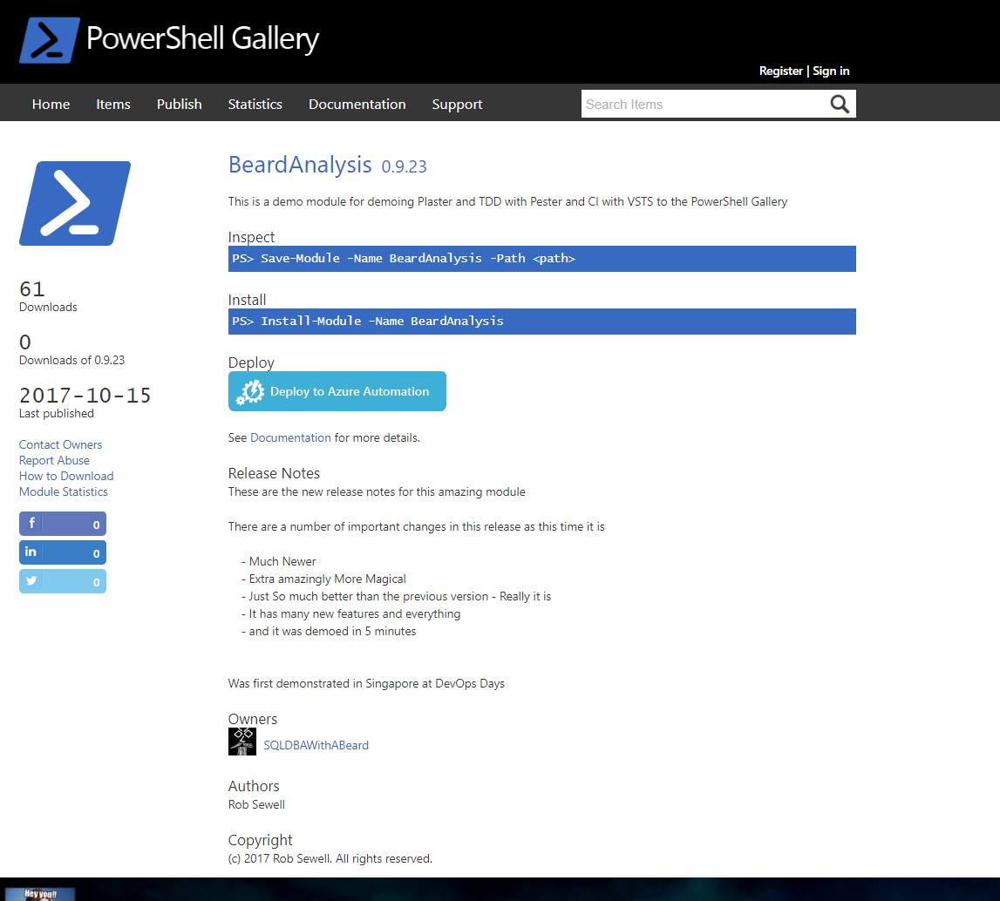 PowerShell Gallery
Register | Sign in
Home Items Publish Statistics Documentation Support
Search Items
BeardAnalysis 0.9.23
This is a demo module for demoing Plaster and TDD with Pester and CI with VSTS to the PowerShell Gallery
Inspect
PS> Save-Module -Name BeardAnalysis -Path <path>
Install
PS> Install-Module -Name BeardAnalysis
Deploy
Deploy to Azure Automation
See Documentation for more details.
Release Notes
These are the new release notes for this amazing module
There are a number of important changes in this release as this time it is
- Much Newer
- Extra amazingly More Magical
- Just So much better than the previous version - Really it is
- It has many new features and everything
- and it was demoed in 5 minutes
Was first demonstrated in Singapore at DevOps Days
Owners
SQLDBAWithABeard
Authors
Rob Sewell
Copyright
(c) 2017 Rob Sewell. All rights reserved.
61
Downloads
0
Downloads of 0.9.23
2017-10-15
Last published
Contact Owners
Report Abuse
How to Download
Module Statistics
f 0
in 0
0
Hey you!!